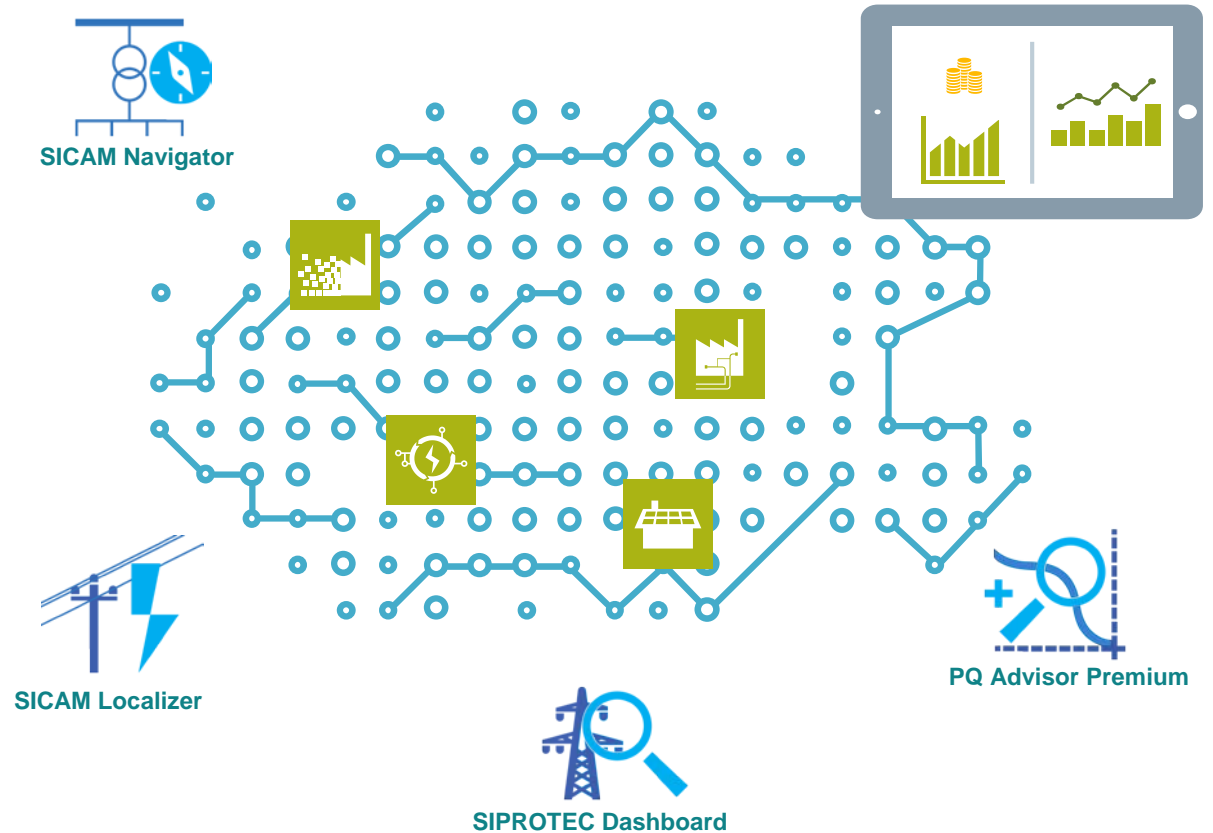 SICAM Navigator
SICAM Localizer
PQ Advisor Premium
SIPROTEC Dashboard